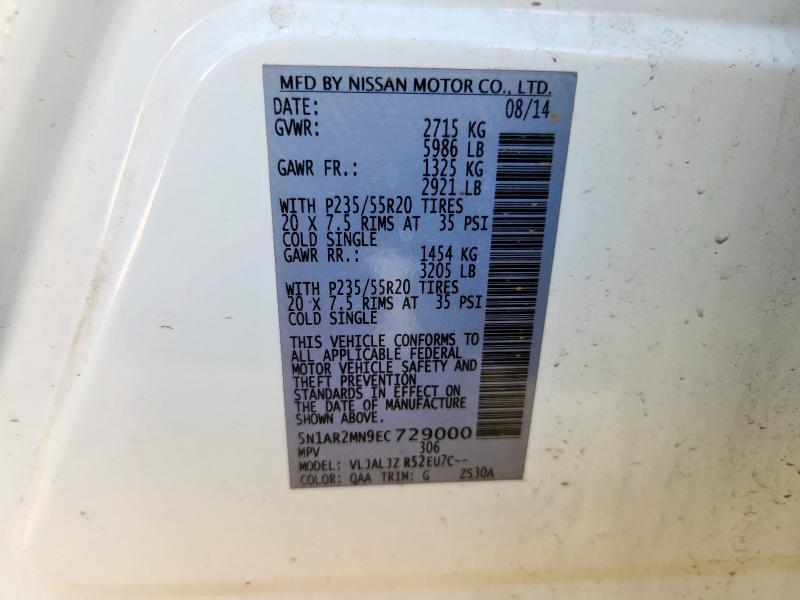 MFD BY NISSAN MOTOR CO., LTD.
DATE: 08/14
GVWR: 2715 KG
5986 LB
GAWR FR.: 1325 KG
2921 LB
WITH P235/55R20 TIRES
20 X 7.5 RIMS AT 35 PSI
COLD SINGLE
GAWR RR.: 1454 KG
3205 LB
WITH P235/55R20 TIRES
20 X 7.5 RIMS AT 35 PSI
COLD SINGLE
THIS VEHICLE CONFORMS TO
ALL APPLICABLE FEDERAL
MOTOR VEHICLE SAFETY AND
THEFT PREVENTION
STANDARDS IN EFFECT ON
THE DATE OF MANUFACTURE
SHOWN ABOVE.
5N1AR2MN9EC729000
MPV 306
MODEL: VLJALJZ R52EU7C--
COLOR: QAA TRIM: G ZS30A